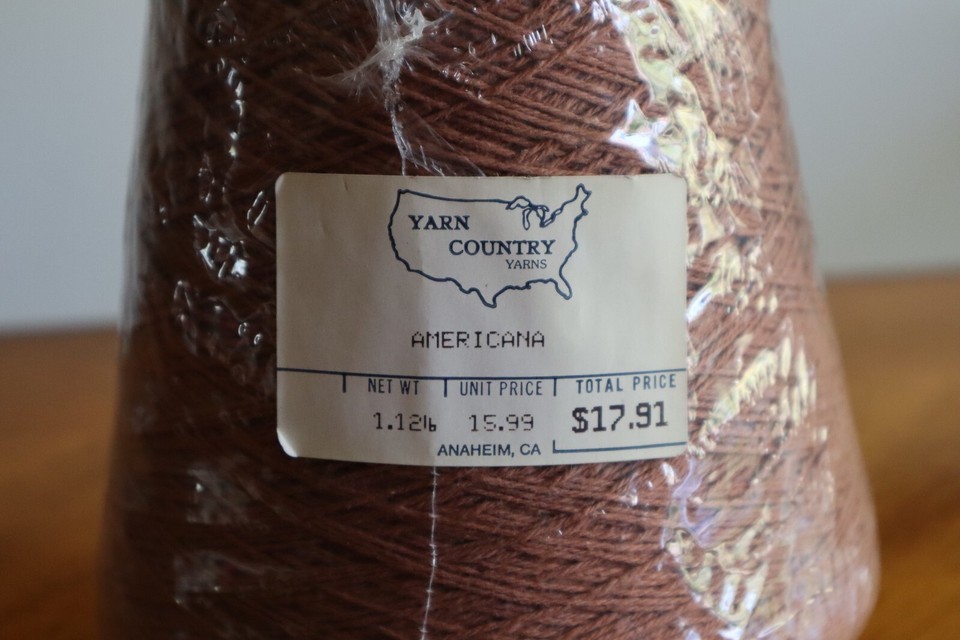 YARN
COUNTRY
YARNS
AMERICANA
NET WT UNIT PRICE TOTAL PRICE
1.12lb 15.99 $17.91
ANAHEIM, CA